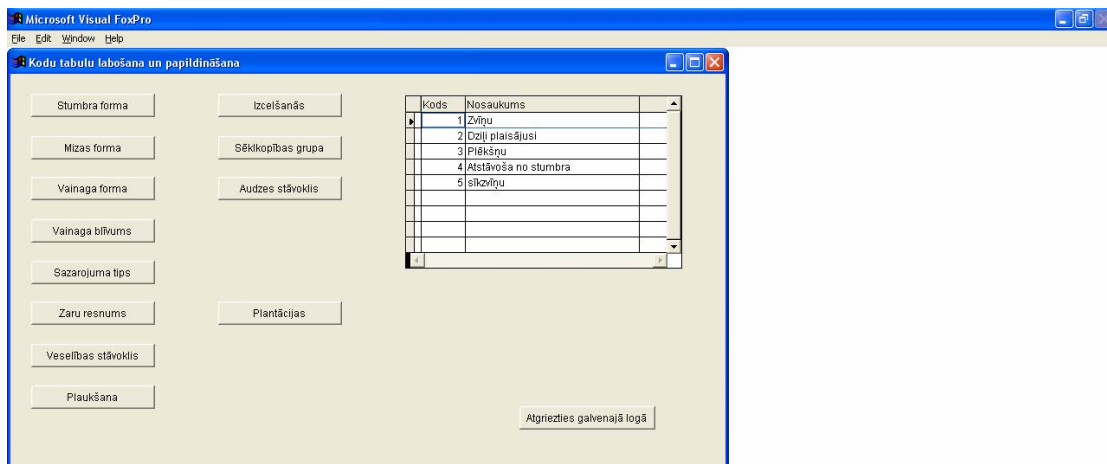 Microsoft Visual FoxPro
File Edit Window Help
Kodu tabulu labošana un papildināšana
Stumbra forma
Izcelšanās
Mizas forma
Sēklkopības grupa
Vainaga forma
Audzes stāvoklis
Vainaga blīvums
Sazarojuma tips
Zaru resnums
Plantācijas
Veselības stāvoklis
Plaukšana
Kods Nosaukums
1 Zvīņu
2 Dziļi plaisājusi
3 Plēkšņu
4 Atstāvoša no stumbra
5 sīkzvīņu
Atgriezties galvenajā logā